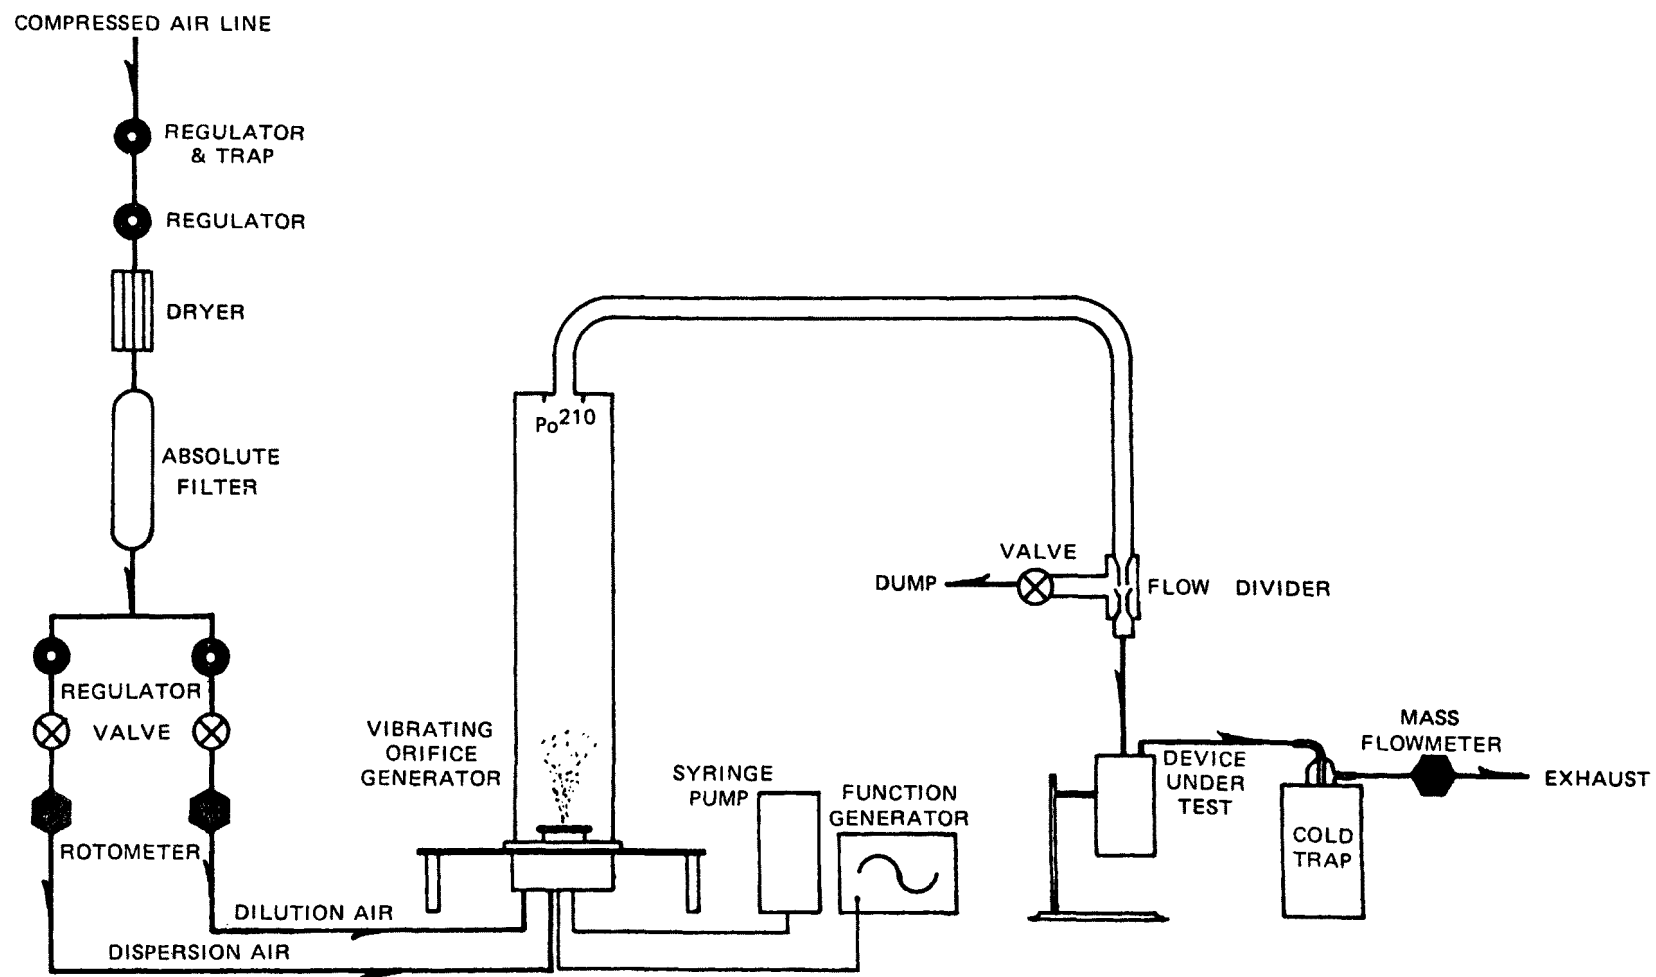 COMPRESSED AIR LINE
REGULATOR
& TRAP
REGULATOR
DRYER
ABSOLUTE
FILTER
REGULATOR
VALVE
ROTOMETER
DILUTION AIR
DISPERSION AIR
Po210
VIBRATING
ORIFICE
GENERATOR
SYRINGE
PUMP
FUNCTION
GENERATOR
VALVE
DUMP
FLOW DIVIDER
DEVICE
UNDER
TEST
COLD
TRAP
MASS
FLOWMETER
EXHAUST